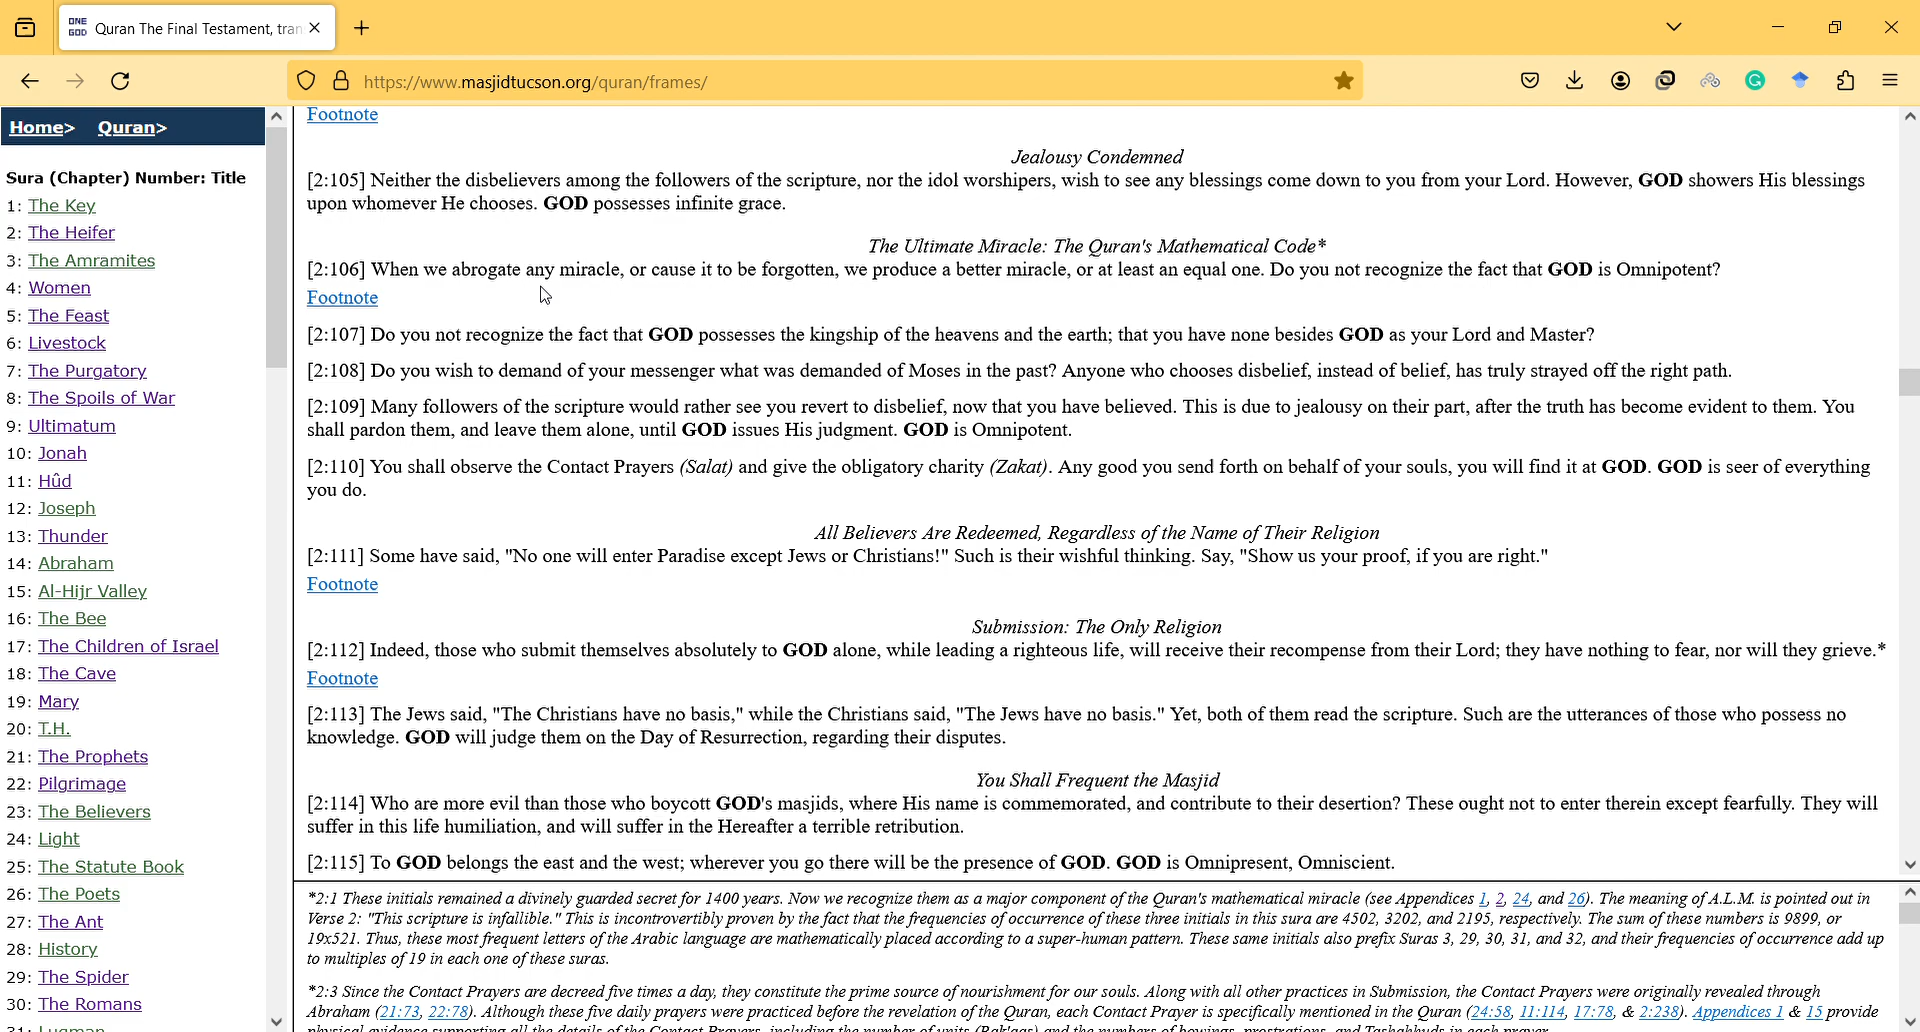 ONE
GOD
Quran The Final Testament, tran
https://www.masjidtucson.org/quran/frames/
Home> Quran>
Sura (Chapter) Number: Title
1: The Key
2: The Heifer
3: The Amramites
4: Women
5: The Feast
6: Livestock
7: The Purgatory
8: The Spoils of War
9: Ultimatum
10: Jonah
11: Hûd
12: Joseph
13: Thunder
14: Abraham
15: Al-Hijr Valley
16: The Bee
17: The Children of Israel
18: The Cave
19: Mary
20: T.H.
21: The Prophets
22: Pilgrimage
23: The Believers
24: Light
25: The Statute Book
26: The Poets
27: The Ant
28: History
29: The Spider
30: The Romans
31: Luqman
Footnote
Jealousy Condemned
[2:105] Neither the disbelievers among the followers of the scripture, nor the idol worshipers, wish to see any blessings come down to you from your Lord. However, GOD showers His blessings
upon whomever He chooses. GOD possesses infinite grace.
The Ultimate Miracle: The Quran's Mathematical Code*
[2:106] When we abrogate any miracle, or cause it to be forgotten, we produce a better miracle, or at least an equal one. Do you not recognize the fact that GOD is Omnipotent?
Footnote
[2:107] Do you not recognize the fact that GOD possesses the kingship of the heavens and the earth; that you have none besides GOD as your Lord and Master?
[2:108] Do you wish to demand of your messenger what was demanded of Moses in the past? Anyone who chooses disbelief, instead of belief, has truly strayed off the right path.
[2:109] Many followers of the scripture would rather see you revert to disbelief, now that you have believed. This is due to jealousy on their part, after the truth has become evident to them. You
shall pardon them, and leave them alone, until GOD issues His judgment. GOD is Omnipotent.
[2:110] You shall observe the Contact Prayers (Salat) and give the obligatory charity (Zakat). Any good you send forth on behalf of your souls, you will find it at GOD. GOD is seer of everything
you do.
All Believers Are Redeemed, Regardless of the Name of Their Religion
[2:111] Some have said, "No one will enter Paradise except Jews or Christians!" Such is their wishful thinking. Say, "Show us your proof, if you are right."
Footnote
Submission: The Only Religion
[2:112] Indeed, those who submit themselves absolutely to GOD alone, while leading a righteous life, will receive their recompense from their Lord; they have nothing to fear, nor will they grieve.*
Footnote
[2:113] The Jews said, "The Christians have no basis," while the Christians said, "The Jews have no basis." Yet, both of them read the scripture. Such are the utterances of those who possess no
knowledge. GOD will judge them on the Day of Resurrection, regarding their disputes.
You Shall Frequent the Masjid
[2:114] Who are more evil than those who boycott GOD's masjids, where His name is commemorated, and contribute to their desertion? These ought not to enter therein except fearfully. They will
suffer in this life humiliation, and will suffer in the Hereafter a terrible retribution.
[2:115] To GOD belongs the east and the west; wherever you go there will be the presence of GOD. GOD is Omnipresent, Omniscient.
*2:1 These initials remained a divinely guarded secret for 1400 years. Now we recognize them as a major component of the Quran's mathematical miracle (see Appendices 1, 2, 24, and 26). The meaning of A.L.M. is pointed out in
Verse 2: "This scripture is infallible." This is incontrovertibly proven by the fact that the frequencies of occurrence of these three initials in this sura are 4502, 3202, and 2195, respectively. The sum of these numbers is 9899, or
19x521. Thus, these most frequent letters of the Arabic language are mathematically placed according to a super-human pattern. These same initials also prefix Suras 3, 29, 30, 31, and 32, and their frequencies of occurrence add up
to multiples of 19 in each one of these suras.
*2:3 Since the Contact Prayers are decreed five times a day, they constitute the prime source of nourishment for our souls. Along with all other practices in Submission, the Contact Prayers were originally revealed through
Abraham (21:73, 22:78). Although these five daily prayers were practiced before the revelation of the Quran, each Contact Prayer is specifically mentioned in the Quran (24:58, 11:114, 17:78, & 2:238). Appendices 1 & 15 provide
physical evidence supporting all the details of the Contact Prayers, including the number of units (Rak'aas) and the numbers of bowings, prostrations, and Tashahhuds in each prayer.